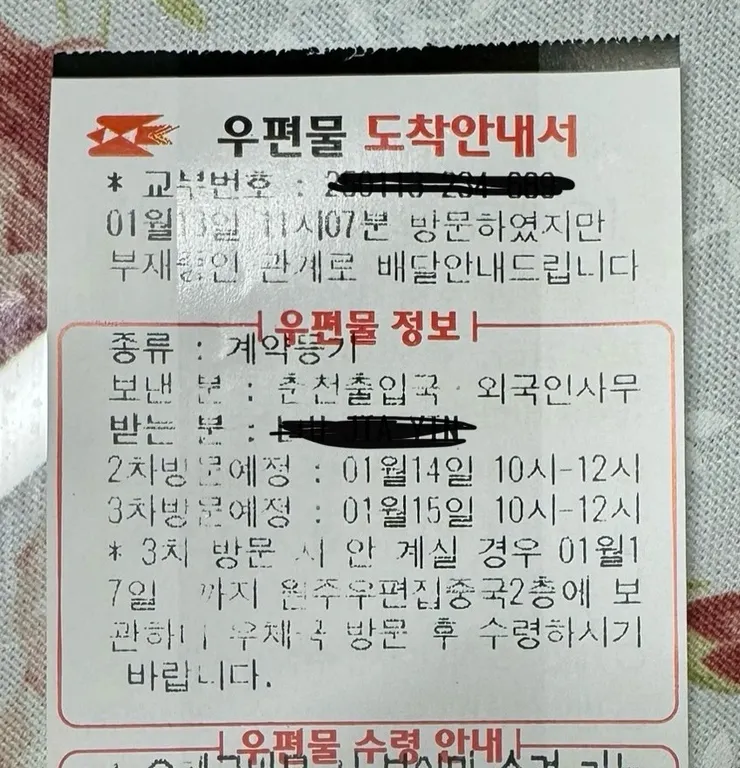 우편물 도착안내서
* 교부번호 :
01월13일 11시07분 방문하였지만
부재중인 관계로 배달안내드립니다
우편물 정보
종류 : 계약등기
보낸 분 : 춘천출입국· 외국인사무
받는 분 :
2차방문예정 : 01월14일 10시-12시
3차방문예정 : 01월15일 10시-12시
* 3차 방문 시 안 계실 경우 01월1
7일 까지 원주우편집중국2층에 보
관하니 우체국 방문 후 수령하시기
바랍니다.
우편물 수령 안내